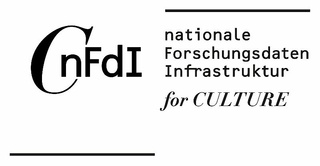 CnFdI
nationale
Forschungsdaten
Infrastruktur
for CULTURE